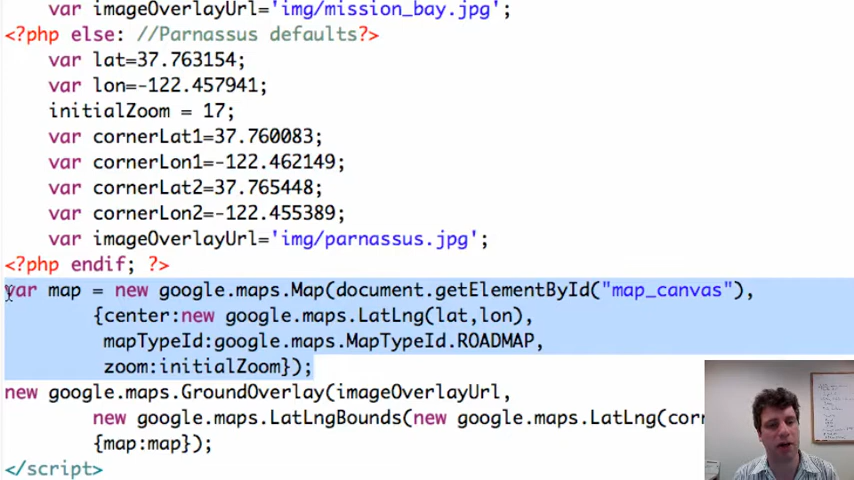 var imageOverlayUrl='img/mission_bay.jpg';
<?php else: //Parnassus defaults?>
var lat=37.763154;
var lon=-122.457941;
initialZoom = 17;
var cornerLat1=37.760083;
var cornerLon1=-122.462149;
var cornerLat2=37.765448;
var cornerLon2=-122.455389;
var imageOverlayUrl='img/parnassus.jpg';
<?php endif; ?>
var map = new google.maps.Map(document.getElementById("map_canvas"),
{center:new google.maps.LatLng(lat,lon),
mapTypeId:google.maps.MapTypeId.ROADMAP,
zoom:initialZoom});
new google.maps.GroundOverlay(imageOverlayUrl,
new google.maps.LatLngBounds(new google.maps.LatLng(cor
{map:map});
</script>